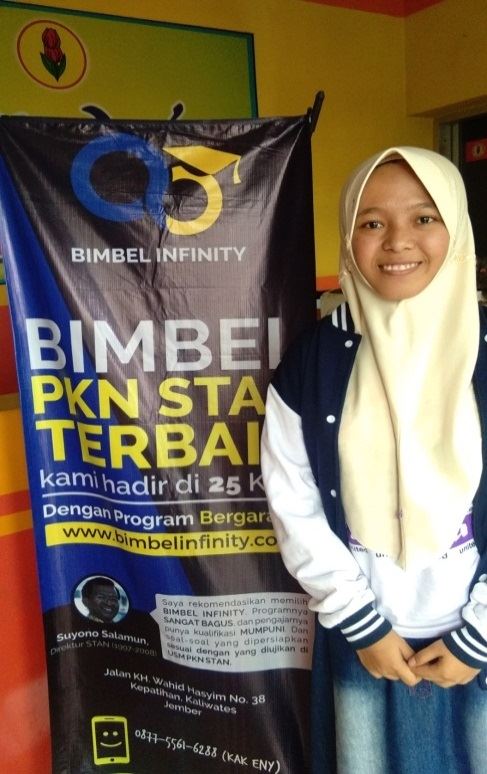 BIMBEL INFINITY
BIMBEL
PKN STA
TERBAI
kami hadir di 25 K
Dengan Program Bergara
www.bimbelinfinity.co
Saya rekomendasikan memilih
BIMBEL INFINITY. Programnya
SANGAT BAGUS. dan pengajarnya
punya kualifikasi MUMPUNI. Dan
soal-soal yang dipersiapkan
sesuai dengan yang diujikan di
USM PKN STAN.
Suyono Salamun,
Direktur STAN (1997-2008)
Jalan KH. Wahid Hasyim No. 38
Kepatihan, Kaliwates
Jember
0877-5561-6288 (KAK ENY)